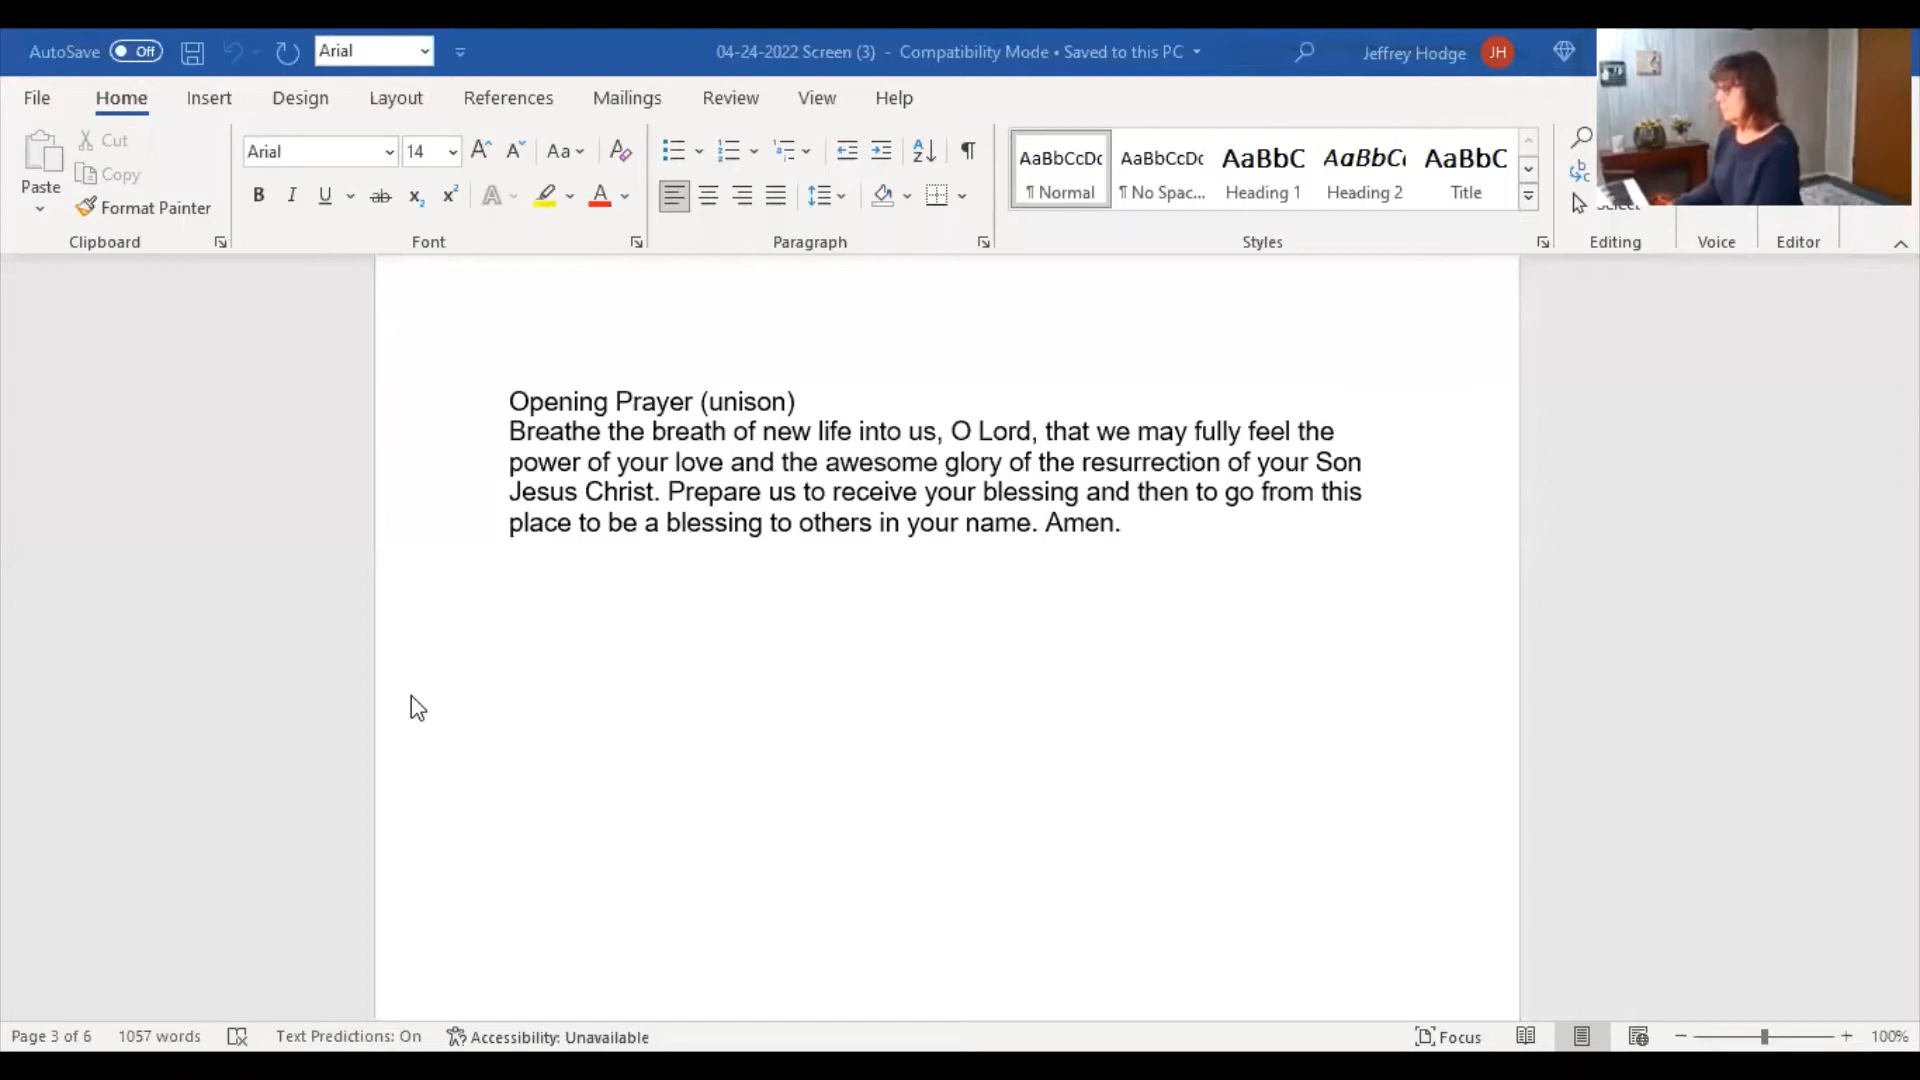 AutoSave Off Arial 04-24-2022 Screen (3) - Compatibility Mode • Saved to this PC Jeffrey Hodge JH
File Home Insert Design Layout References Mailings Review View Help
Paste Cut Copy Format Painter
Clipboard
Arial 14 Aa
B I U ab x₂ x² A A
Font
Paragraph
AaBbCcDc AaBbCcDc AaBbC AaBbC AaBbC
¶ Normal ¶ No Spac... Heading 1 Heading 2 Title
Styles
Select
Editing Voice Editor
Opening Prayer (unison)
Breathe the breath of new life into us, O Lord, that we may fully feel the
power of your love and the awesome glory of the resurrection of your Son
Jesus Christ. Prepare us to receive your blessing and then to go from this
place to be a blessing to others in your name. Amen.
Page 3 of 6 1057 words Text Predictions: On Accessibility: Unavailable Focus 100%